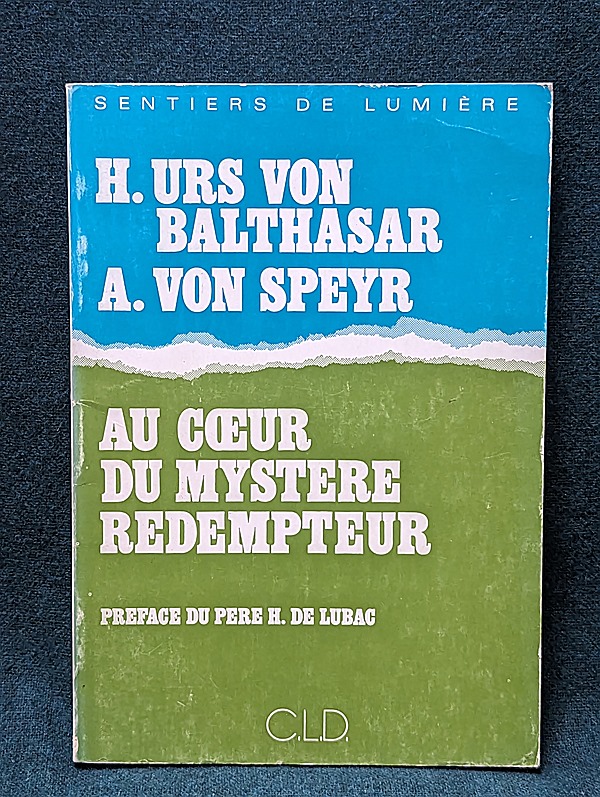 SENTIERS DE LUMIÈRE
H. URS VON
BALTHASAR
A. VON SPEYR
AU CŒUR
DU MYSTERE
REDEMPTEUR
PREFACE DU PERE H. DE LUBAC
C.L.D.